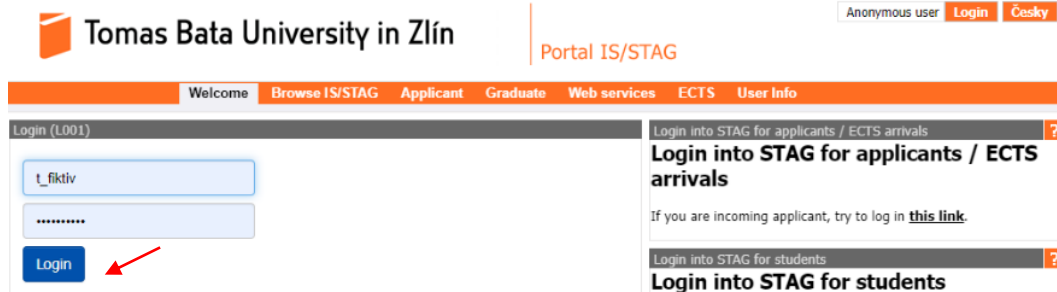 Anonymous user Login Česky
Tomas Bata University in Zlín
Portal IS/STAG
Welcome Browse IS/STAG Applicant Graduate Web services ECTS User Info
Login (L001)
t_fiktiv
••••••••••
Login
Login into STAG for applicants / ECTS arrivals ?
Login into STAG for applicants / ECTS
arrivals
If you are incoming applicant, try to log in this link.
Login into STAG for students ?
Login into STAG for students